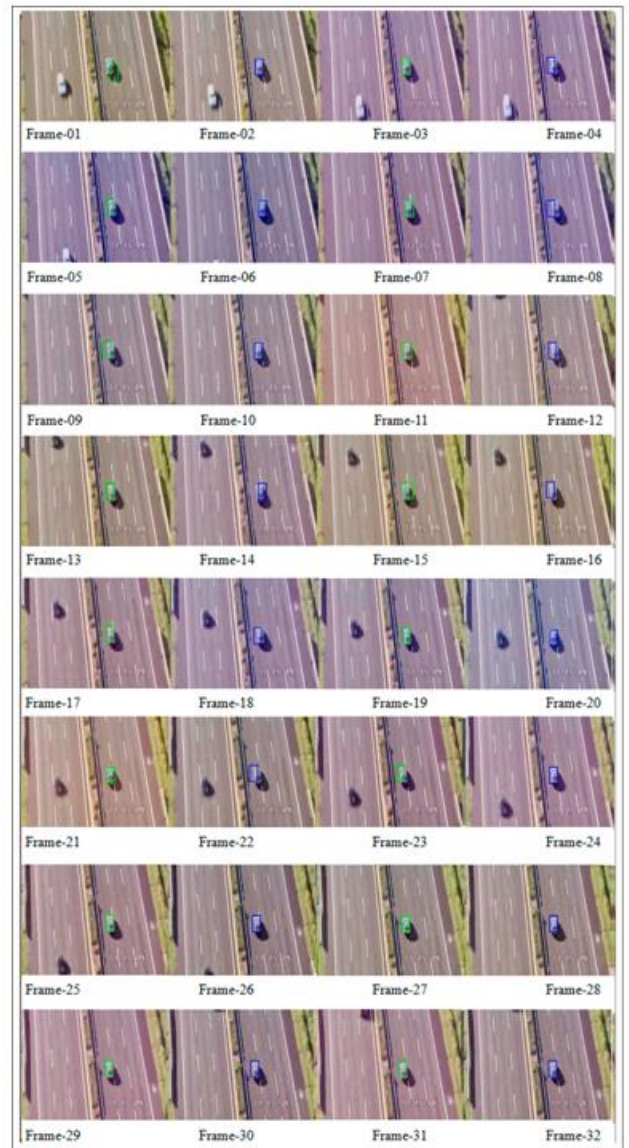 Frame-01 Frame-02 Frame-03 Frame-04
Frame-05 Frame-06 Frame-07 Frame-08
Frame-09 Frame-10 Frame-11 Frame-12
Frame-13 Frame-14 Frame-15 Frame-16
Frame-17 Frame-18 Frame-19 Frame-20
Frame-21 Frame-22 Frame-23 Frame-24
Frame-25 Frame-26 Frame-27 Frame-28
Frame-29 Frame-30 Frame-31 Frame-32